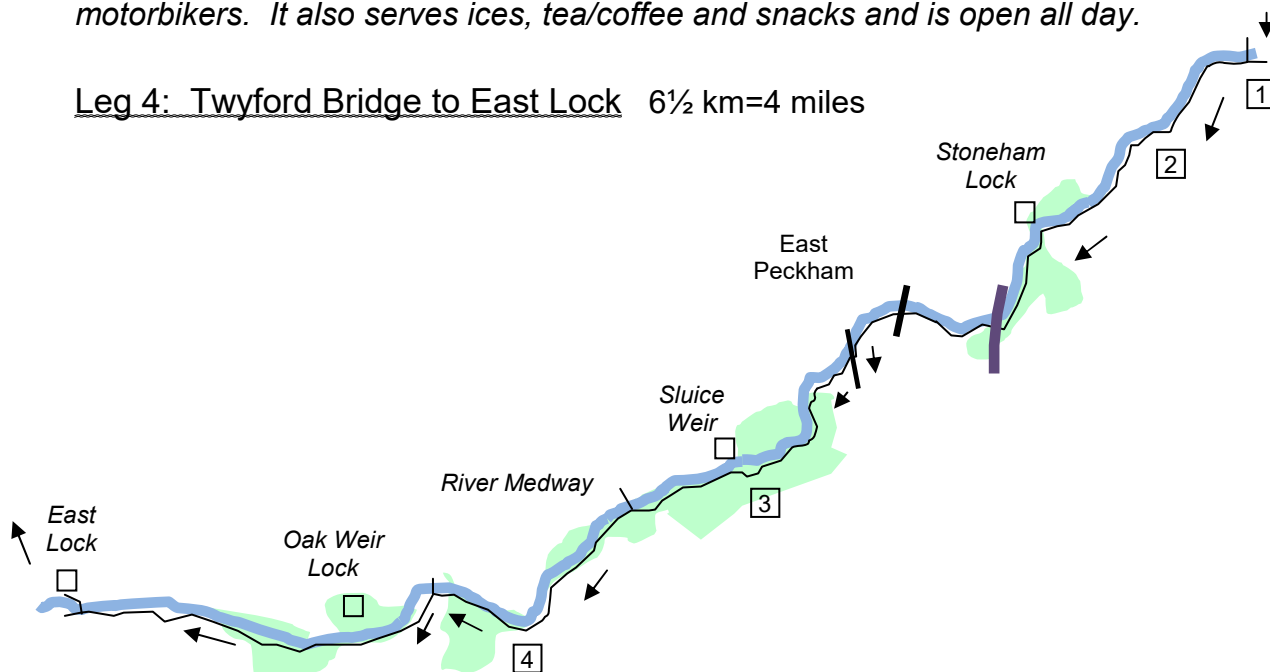 motorbikers.  It also serves ices, tea/coffee and snacks and is open all day.
Leg 4:  Twyford Bridge to East Lock  6½ km=4 miles
1
2
Stoneham
Lock
East
Peckham
Sluice
Weir
3
River Medway
East
Lock
Oak Weir
Lock
4